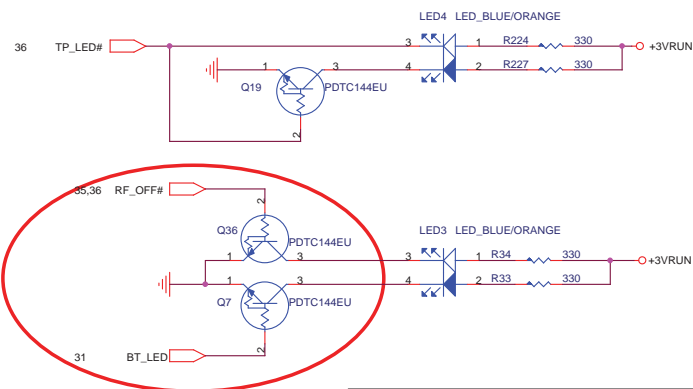 LED4 LED_BLUE/ORANGE
36 TP_LED# 3 1 R224 330 +3VRUN
1 3 4 2 R227 330
Q19 PDTC144EU
2
35,36 RF_OFF#
2
Q36 LED3 LED_BLUE/ORANGE
PDTC144EU
1 3 3 1 R34 330 +3VRUN
1 3 4 2 R33 330
Q7 PDTC144EU
2
31 BT_LED